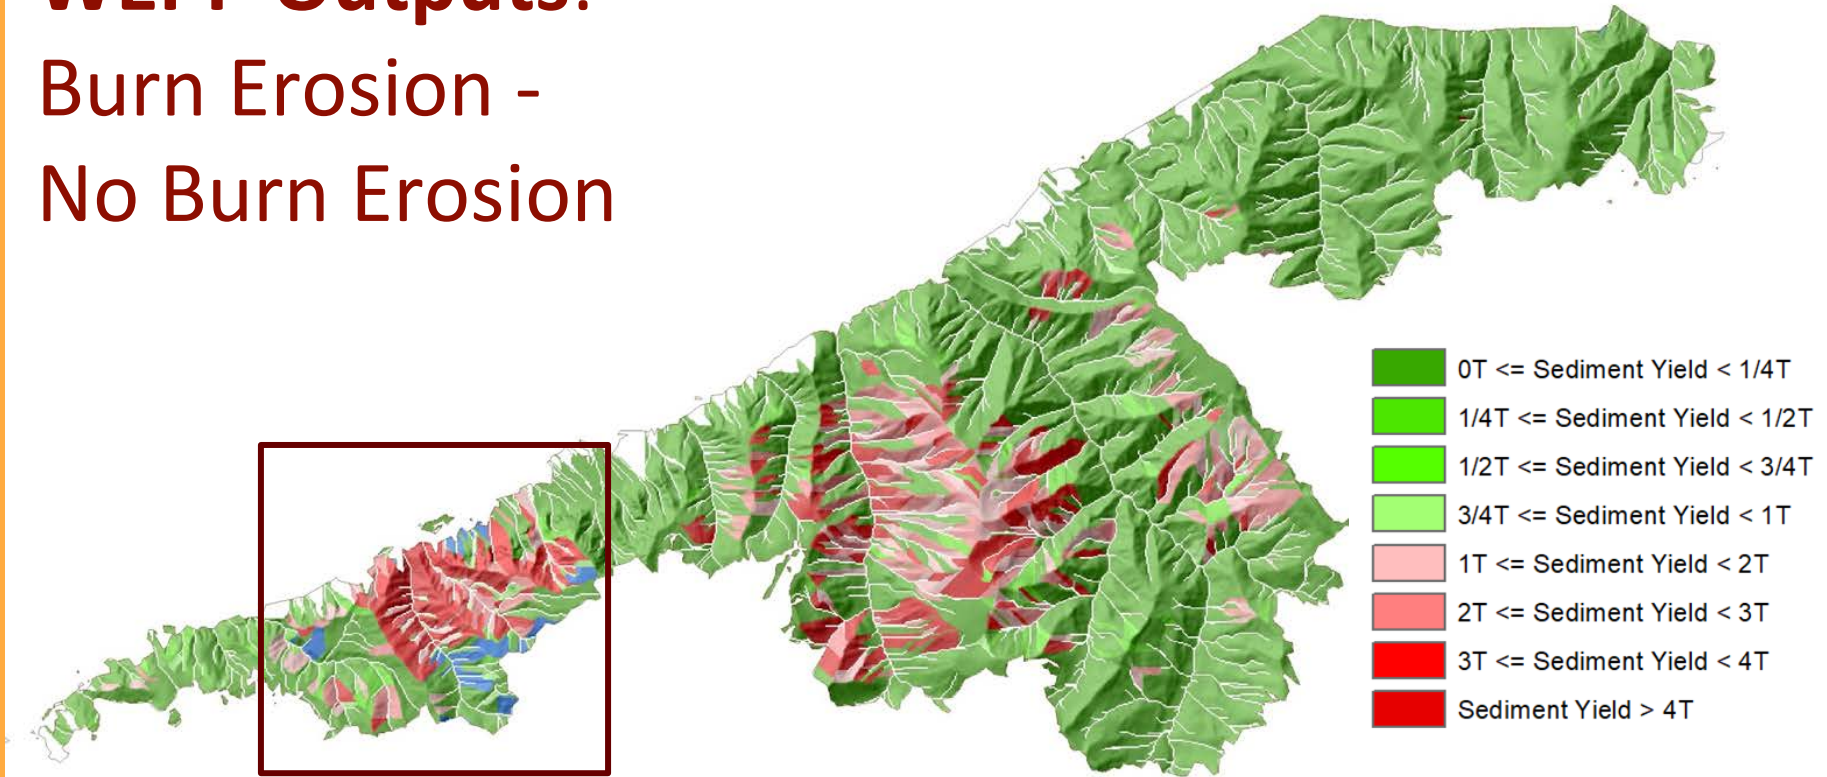 WEPP Outputs:
Burn Erosion -
No Burn Erosion
0T <= Sediment Yield < 1/4T
1/4T <= Sediment Yield < 1/2T
1/2T <= Sediment Yield < 3/4T
3/4T <= Sediment Yield < 1T
1T <= Sediment Yield < 2T
2T <= Sediment Yield < 3T
3T <= Sediment Yield < 4T
Sediment Yield > 4T